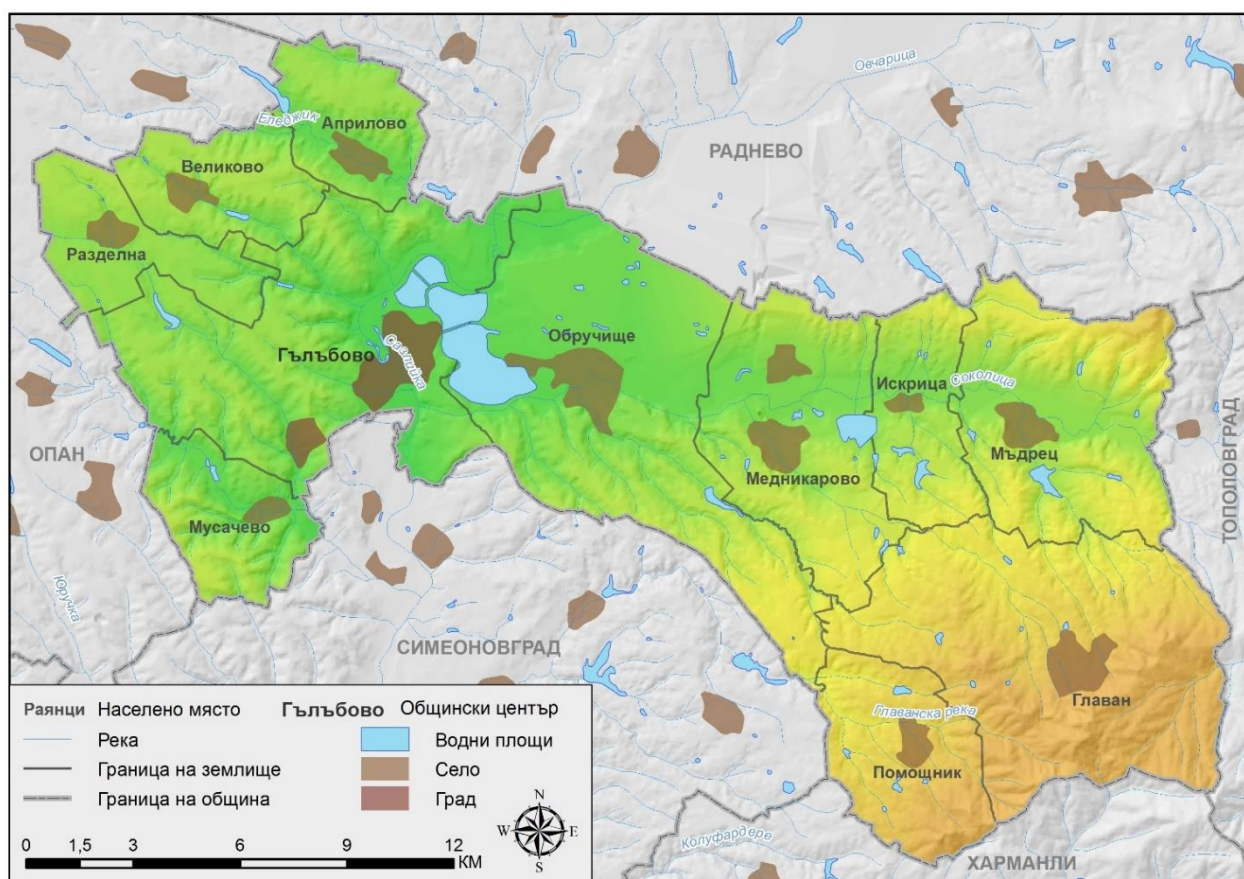 Овчарица
Априлово
Еледжик
РАДНЕВО
Великово
Разделна
Обручище
Гълъбово
Сазлийка
Искрица
Соколица
ТОПОЛОВГРАД
ОПАН
Медникарово
Мъдрец
Мусачево
Юручка
СИМЕОНОВГРАД
Главан
Главанска река
Помощник
Колуфардере
ХАРМАНЛИ
Раянци Населено място Гълъбово Общински център
Река Водни площи
Граница на землище Село
Граница на община Град
N
W E
S
0 1,5 3 6 9 12
КМ